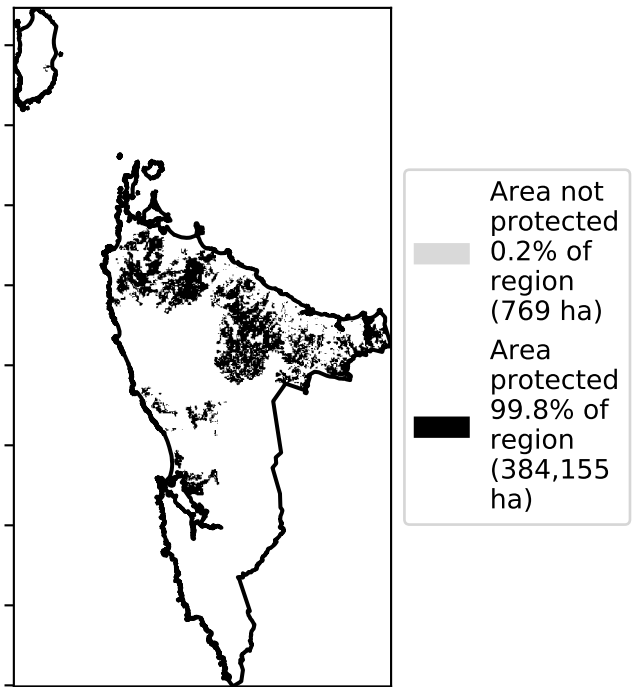 Area not
protected
0.2% of
region
(769 ha)
Area
protected
99.8% of
region
(384,155
ha)